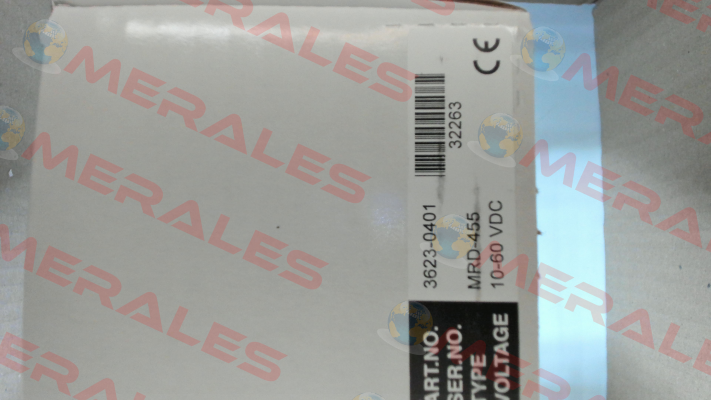 ART.NO. 3623-0401
SER.NO. 32263
TYPE MRD-455
VOLTAGE 10-60 VDC
CE
MERALES
MERALES
MERALES
MERALES
MERALES
MERALES